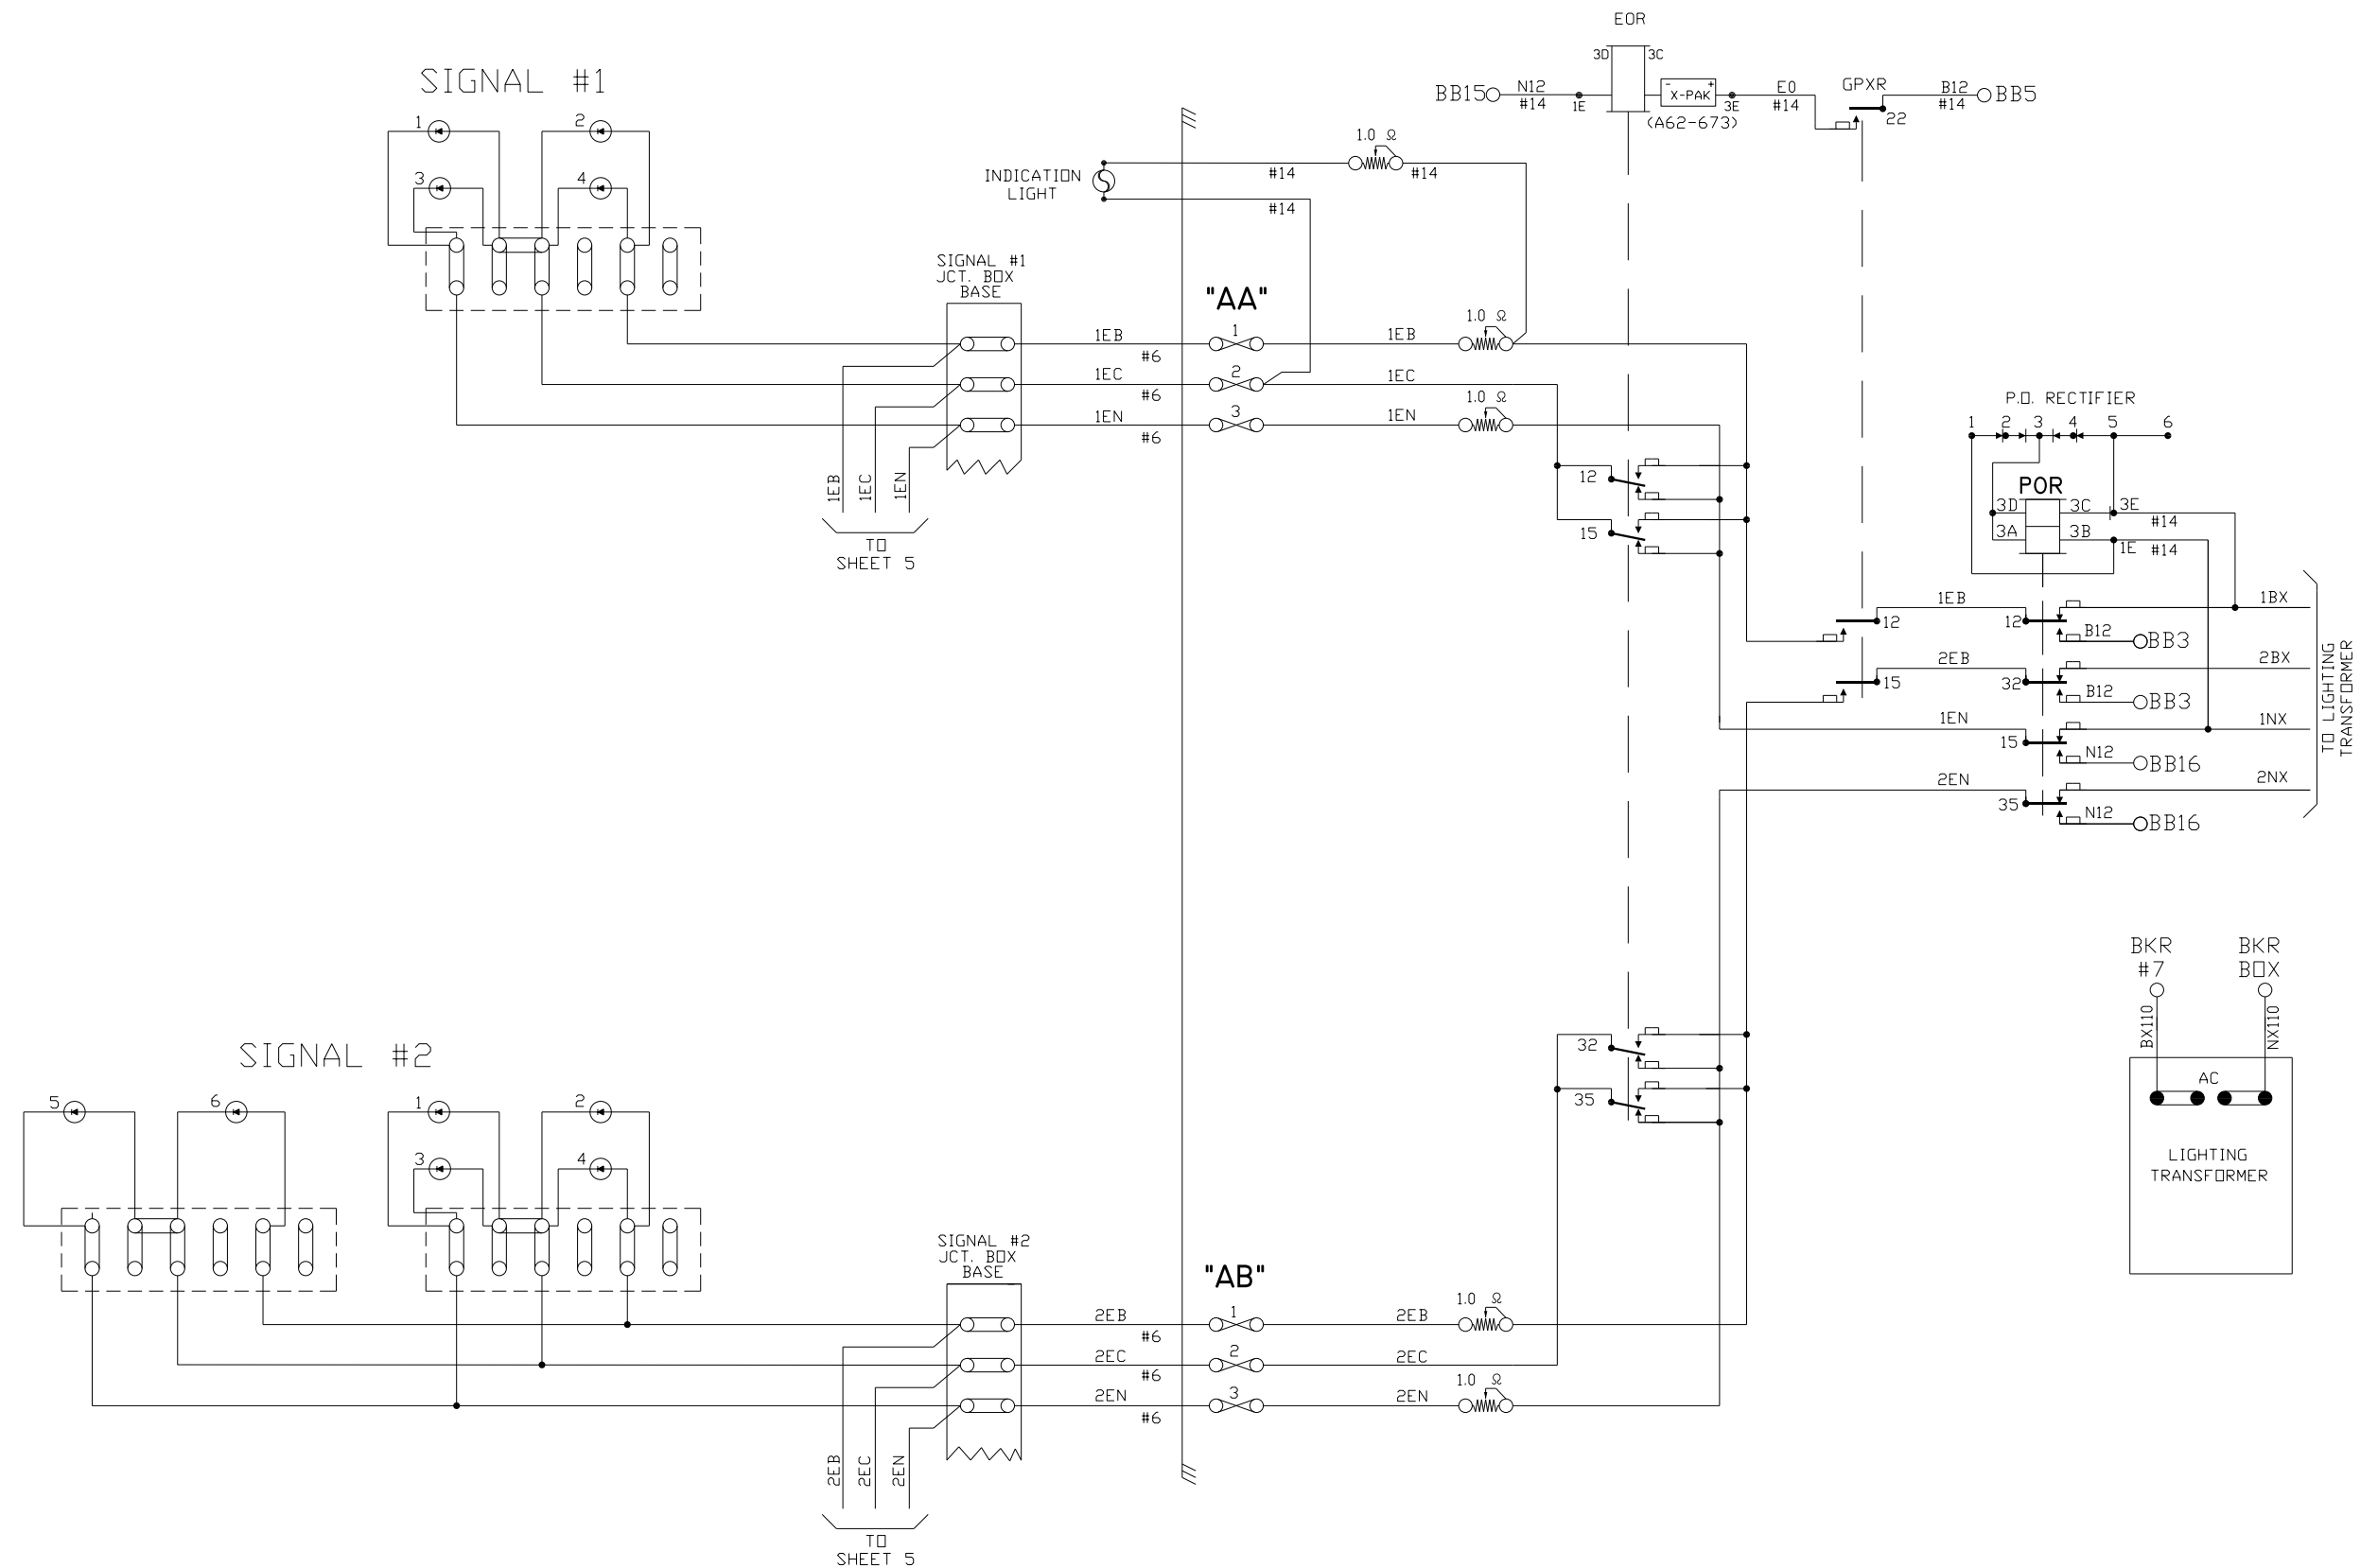 EOR
3D 3C
BB15 N12 #14 1E
- X-PAK +
(A62-673)
3E E0 #14
GPXR
22
B12 #14 BB5
SIGNAL #1
1 2
3 4
INDICATION
LIGHT
#14
1.0 Ω
#14
#14
SIGNAL #1
JCT. BOX
BASE
"AA"
1EB #6 1 1EB 1.0 Ω
1EC #6 2 1EC
1EN #6 3 1EN 1.0 Ω
1EB 1EC 1EN
TO
SHEET 5
12
15
P.O. RECTIFIER
1 2 3 4 5 6
POR
3D 3C 3E #14
3A 3B 1E #14
1EB 12 12 B12 BB3 1BX
2EB 15 32 B12 BB3 2BX
1EN 15 N12 BB16 1NX
2EN 35 N12 BB16 2NX
TO LIGHTING
TRANSFORMER
BKR
#7
BKR
BOX
BX110 NX110
AC
LIGHTING
TRANSFORMER
32
35
SIGNAL #2
5 6 1 2
3 4
SIGNAL #2
JCT. BOX
BASE
"AB"
2EB #6 1 2EB 1.0 Ω
2EC #6 2 2EC
2EN #6 3 2EN 1.0 Ω
2EB 2EC 2EN
TO
SHEET 5